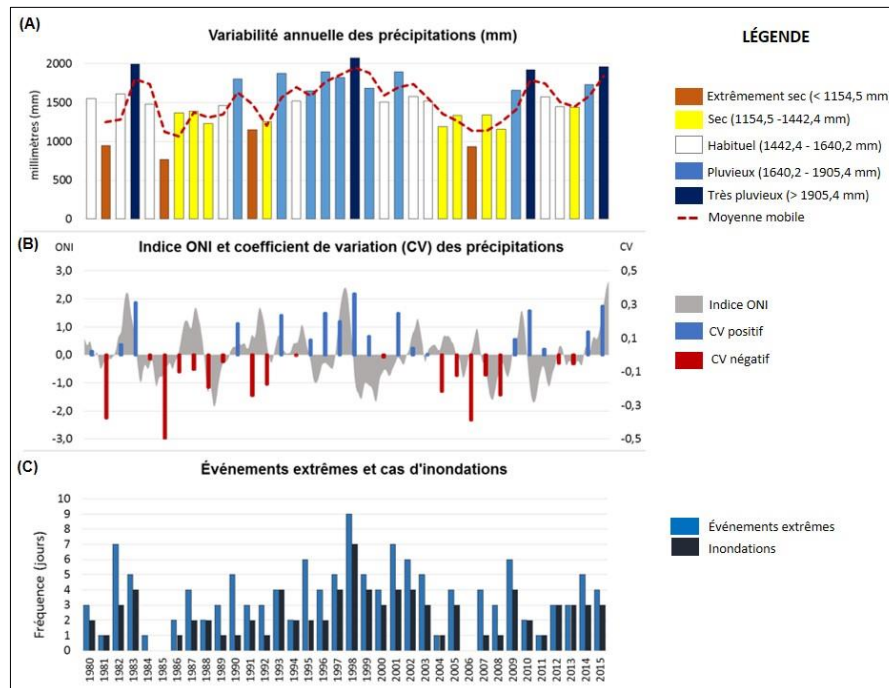 (A)
Variabilité annuelle des précipitations (mm)
millimètres (mm)
2000
1500
1000
500
0
LÉGENDE
Extrêmement sec (< 1154,5 mm)
Sec (1154,5 -1442,4 mm)
Habituel (1442,4 - 1640,2 mm)
Pluvieux (1640,2 - 1905,4 mm)
Très pluvieux (> 1905,4 mm)
Moyenne mobile
(B)
Indice ONI et coefficient de variation (CV) des précipitations
ONI
CV
3,0
2,0
1,0
0,0
-1,0
-2,0
-3,0
0,5
0,3
0,1
-0,1
-0,3
-0,5
Indice ONI
CV positif
CV négatif
(C)
Événements extrêmes et cas d'inondations
Fréquence (jours)
10
9
8
7
6
5
4
3
2
1
0
1980
1981
1982
1983
1984
1985
1986
1987
1988
1989
1990
1991
1992
1993
1994
1995
1996
1997
1998
1999
2000
2001
2002
2003
2004
2005
2006
2007
2008
2009
2010
2011
2012
2013
2014
2015
Événements extrêmes
Inondations